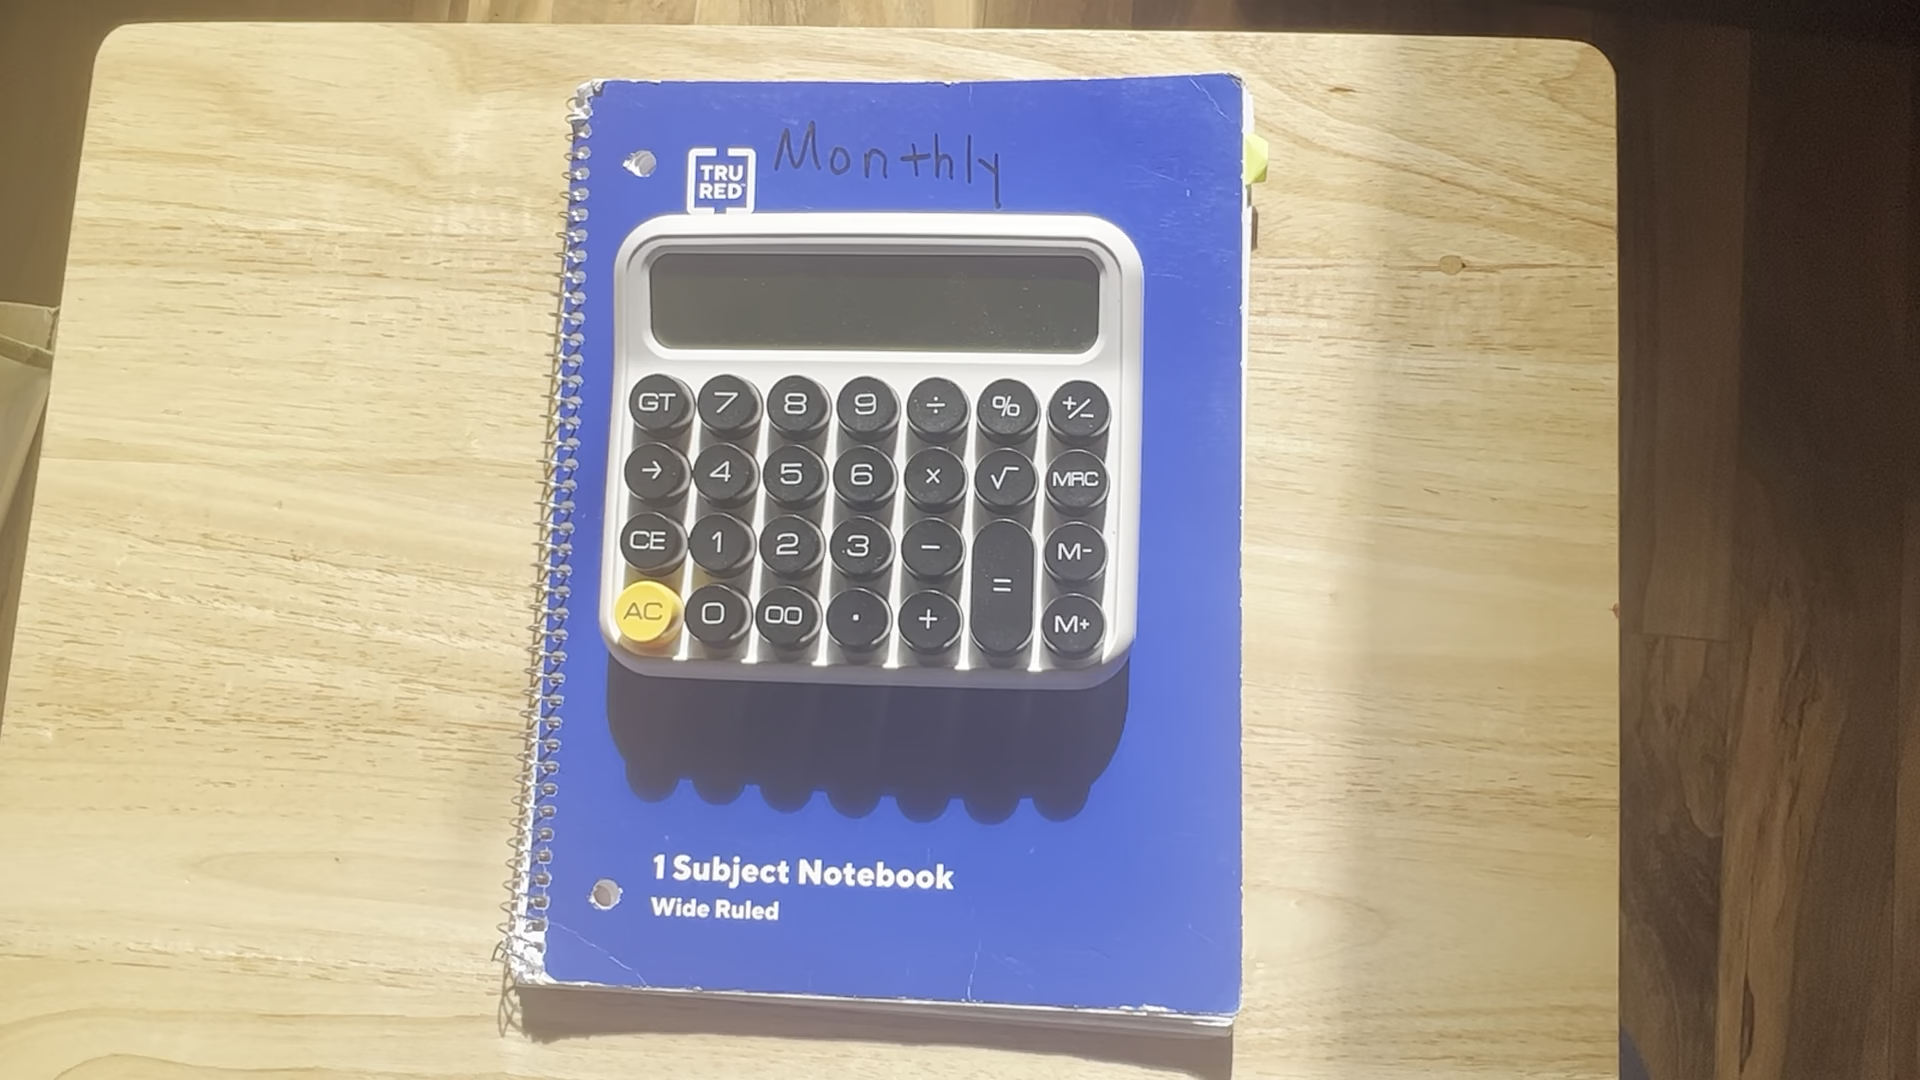 Monthly
TRU
RED™
GT 7 8 9 ÷ % +/-
→ 4 5 6 × √ MRC
CE 1 2 3 - M-
AC 0 00 . + = M+
1 Subject Notebook
Wide Ruled